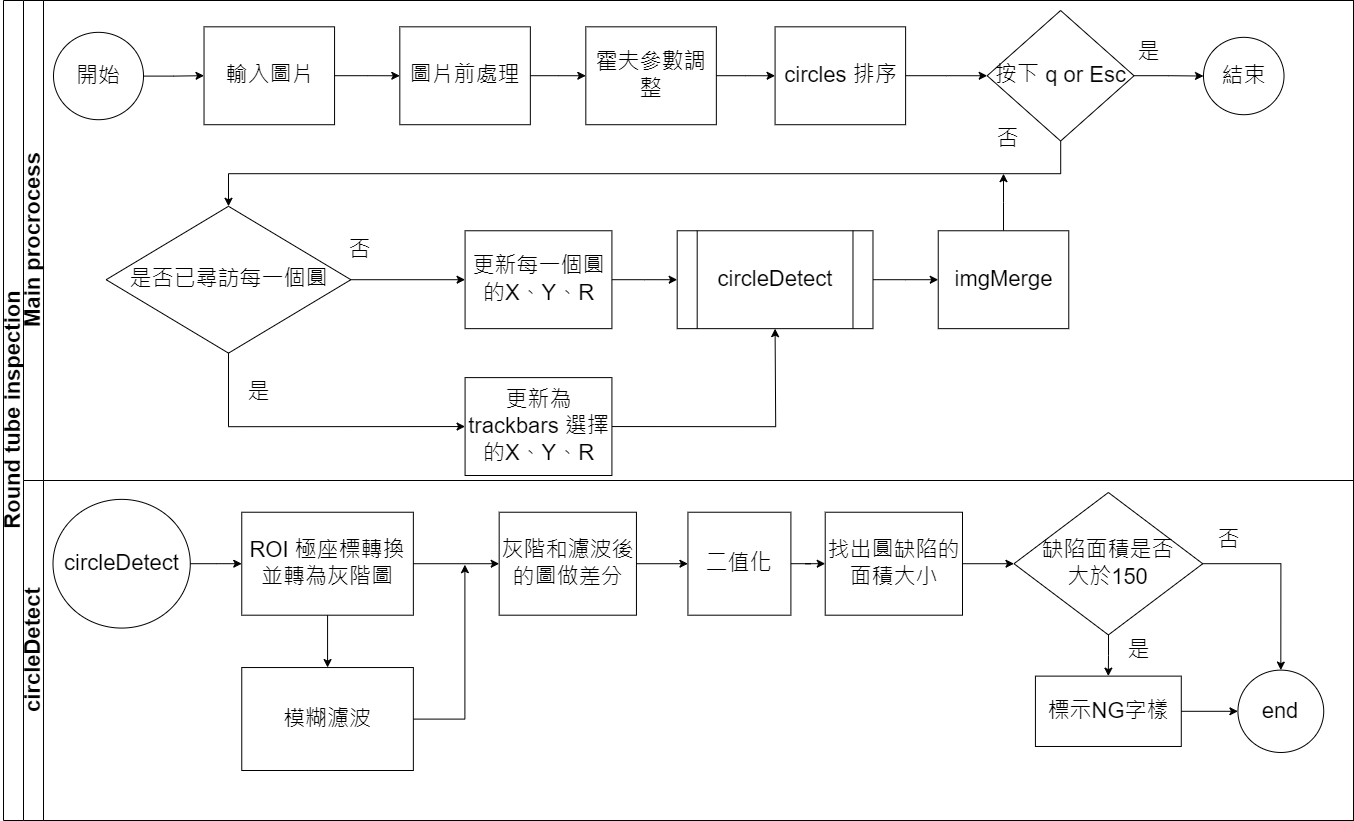 Round tube inspection
Main procrocess
開始
輸入圖片
圖片前處理
霍夫參數調
整
circles 排序
按下 q or Esc
是
結束
否
是否已尋訪每一個圓
否
更新每一個圓
的X、Y、R
circleDetect
imgMerge
是
更新為
trackbars 選擇
的X、Y、R
circleDetect
circleDetect
ROI 極座標轉換
並轉為灰階圖
模糊濾波
灰階和濾波後
的圖做差分
二值化
找出圓缺陷的
面積大小
缺陷面積是否
大於150
否
是
標示NG字樣
end